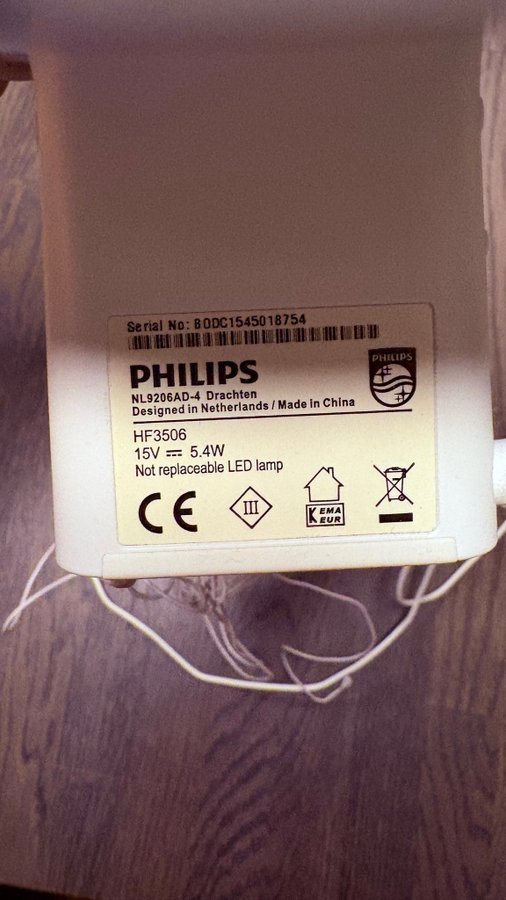 Serial No: BODC1545018754
PHILIPS
PHILIPS
NL9206AD-4 Drachten
Designed in Netherlands / Made in China
HF3506
15V ⎓ 5.4W
Not replaceable LED lamp
CE
III
KEMA
EUR